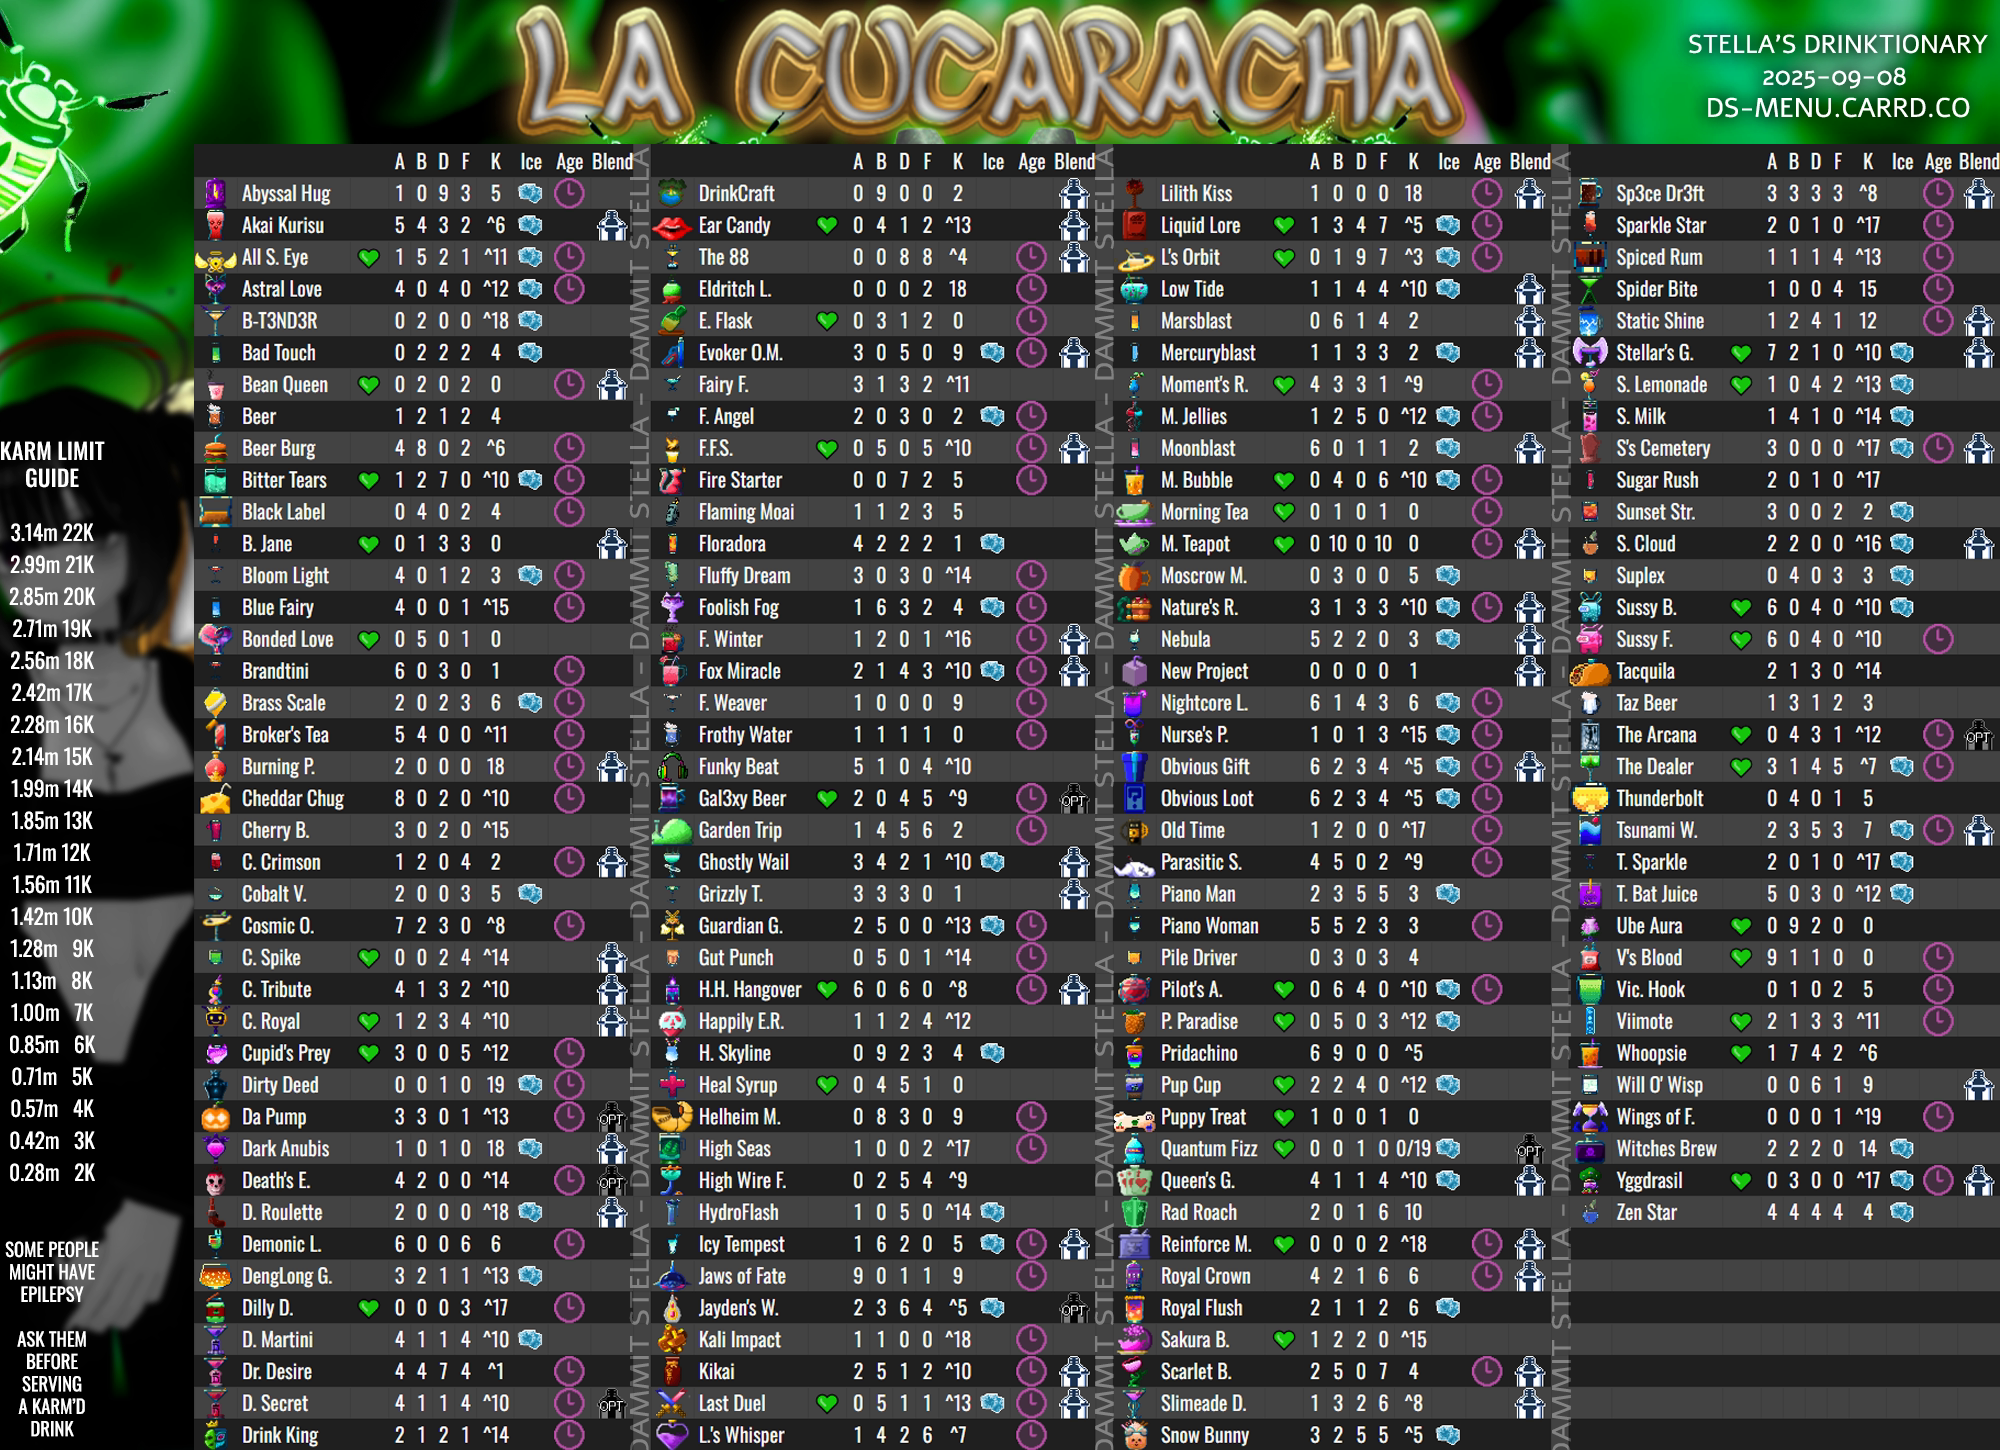 LA CUCARACHA
STELLA'S DRINKTIONARY
2025-09-08
DS-MENU.CARRD.CO
KARM LIMIT
GUIDE
3.14m 22K
2.99m 21K
2.85m 20K
2.71m 19K
2.56m 18K
2.42m 17K
2.28m 16K
2.14m 15K
1.99m 14K
1.85m 13K
1.71m 12K
1.56m 11K
1.42m 10K
1.28m 9K
1.13m 8K
1.00m 7K
0.85m 6K
0.71m 5K
0.57m 4K
0.42m 3K
0.28m 2K
SOME PEOPLE
MIGHT HAVE
EPILEPSY
ASK THEM
BEFORE
SERVING
A KARM'D
DRINK
A B D F K Ice Age Blend
Abyssal Hug 1 0 9 3 5
Akai Kurisu 5 4 3 2 ^6
All S. Eye 1 5 2 1 ^11
Astral Love 4 0 4 0 ^12
B-T3ND3R 0 2 0 0 ^18
Bad Touch 0 2 2 2 4
Bean Queen 0 2 0 2 0
Beer 1 2 1 2 4
Beer Burg 4 8 0 2 ^6
Bitter Tears 1 2 7 0 ^10
Black Label 0 4 0 2 4
B. Jane 0 1 3 3 0
Bloom Light 4 0 1 2 3
Blue Fairy 4 0 0 1 ^15
Bonded Love 0 5 0 1 0
Brandtini 6 0 3 0 1
Brass Scale 2 0 2 3 6
Broker's Tea 5 4 0 0 ^11
Burning P. 2 0 0 0 18
Cheddar Chug 8 0 2 0 ^10
Cherry B. 3 0 2 0 ^15
C. Crimson 1 2 0 4 2
Cobalt V. 2 0 0 3 5
Cosmic O. 7 2 3 0 ^8
C. Spike 0 0 2 4 ^14
C. Tribute 4 1 3 2 ^10
C. Royal 1 2 3 4 ^10
Cupid's Prey 3 0 0 5 ^12
Dirty Deed 0 0 1 0 19
Da Pump 3 3 0 1 ^13 OPT
Dark Anubis 1 0 1 0 18
Death's E. 4 2 0 0 ^14 OPT
D. Roulette 2 0 0 0 ^18
Demonic L. 6 0 0 6 6
DengLong G. 3 2 1 1 ^13
Dilly D. 0 0 0 3 ^17
D. Martini 4 1 1 4 ^10
Dr. Desire 4 4 7 4 ^1
D. Secret 4 1 1 4 ^10 OPT
Drink King 2 1 2 1 ^14
DAMMIT STELLA - DAMMIT STELLA - DAMMIT STELLA
A B D F K Ice Age Blend
DrinkCraft 0 9 0 0 2
Ear Candy 0 4 1 2 ^13
The 88 0 0 8 8 ^4
Eldritch L. 0 0 0 2 18
E. Flask 0 3 1 2 0
Evoker O.M. 3 0 5 0 9
Fairy F. 3 1 3 2 ^11
F. Angel 2 0 3 0 2
F.F.S. 0 5 0 5 ^10
Fire Starter 0 0 7 2 5
Flaming Moai 1 1 2 3 5
Floradora 4 2 2 2 1
Fluffy Dream 3 0 3 0 ^14
Foolish Fog 1 6 3 2 4
F. Winter 1 2 0 1 ^16
Fox Miracle 2 1 4 3 ^10
F. Weaver 1 0 0 0 9
Frothy Water 1 1 1 1 0
Funky Beat 5 1 0 4 ^10
Gal3xy Beer 2 0 4 5 ^9 OPT
Garden Trip 1 4 5 6 2
Ghostly Wail 3 4 2 1 ^10
Grizzly T. 3 3 3 0 1
Guardian G. 2 5 0 0 ^13
Gut Punch 0 5 0 1 ^14
H.H. Hangover 6 0 6 0 ^8
Happily E.R. 1 1 2 4 ^12
H. Skyline 0 9 2 3 4
Heal Syrup 0 4 5 1 0
Helheim M. 0 8 3 0 9
High Seas 1 0 0 2 ^17
High Wire F. 0 2 5 4 ^9
HydroFlash 1 0 5 0 ^14
Icy Tempest 1 6 2 0 5
Jaws of Fate 9 0 1 1 9
Jayden's W. 2 3 6 4 ^5 OPT
Kali Impact 1 1 0 0 ^18
Kikai 2 5 1 2 ^10
Last Duel 0 5 1 1 ^13
L.'s Whisper 1 4 2 6 ^7
DAMMIT STELLA - DAMMIT STELLA - DAMMIT STELLA
A B D F K Ice Age Blend
Lilith Kiss 1 0 0 0 18
Liquid Lore 1 3 4 7 ^5
L's Orbit 0 1 9 7 ^3
Low Tide 1 1 4 4 ^10
Marsblast 0 6 1 4 2
Mercuryblast 1 1 3 3 2
Moment's R. 4 3 3 1 ^9
M. Jellies 1 2 5 0 ^12
Moonblast 6 0 1 1 2
M. Bubble 0 4 0 6 ^10
Morning Tea 0 1 0 1 0
M. Teapot 0 10 0 10 0
Moscrow M. 0 3 0 0 5
Nature's R. 3 1 3 3 ^10
Nebula 5 2 2 0 3
New Project 0 0 0 0 1
Nightcore L. 6 1 4 3 6
Nurse's P. 1 0 1 3 ^15
Obvious Gift 6 2 3 4 ^5
Obvious Loot 6 2 3 4 ^5
Old Time 1 2 0 0 ^17
Parasitic S. 4 5 0 2 ^9
Piano Man 2 3 5 5 3
Piano Woman 5 5 2 3 3
Pile Driver 0 3 0 3 4
Pilot's A. 0 6 4 0 ^10
P. Paradise 0 5 0 3 ^12
Pridachino 6 9 0 0 ^5
Pup Cup 2 2 4 0 ^12
Puppy Treat 1 0 0 1 0
Quantum Fizz 0 0 1 0 0/19 OPT
Queen's G. 4 1 1 4 ^10
Rad Roach 2 0 1 6 10
Reinforce M. 0 0 0 2 ^18
Royal Crown 4 2 1 6 6
Royal Flush 2 1 1 2 6
Sakura B. 1 2 2 0 ^15
Scarlet B. 2 5 0 7 4
Slimeade D. 1 3 2 6 ^8
Snow Bunny 3 2 5 5 ^5
DAMMIT STELLA - DAMMIT STELLA - DAMMIT STELLA
A B D F K Ice Age Blend
Sp3ce Dr3ft 3 3 3 3 ^8
Sparkle Star 2 0 1 0 ^17
Spiced Rum 1 1 1 4 ^13
Spider Bite 1 0 0 4 15
Static Shine 1 2 4 1 12
Stellar's G. 7 2 1 0 ^10
S. Lemonade 1 0 4 2 ^13
S. Milk 1 4 1 0 ^14
S's Cemetery 3 0 0 0 ^17
Sugar Rush 2 0 1 0 ^17
Sunset Str. 3 0 0 2 2
S. Cloud 2 2 0 0 ^16
Suplex 0 4 0 3 3
Sussy B. 6 0 4 0 ^10
Sussy F. 6 0 4 0 ^10
Tacquila 2 1 3 0 ^14
Taz Beer 1 3 1 2 3
The Arcana 0 4 3 1 ^12 OPT
The Dealer 3 1 4 5 ^7
Thunderbolt 0 4 0 1 5
Tsunami W. 2 3 5 3 7
T. Sparkle 2 0 1 0 ^17
T. Bat Juice 5 0 3 0 ^12
Ube Aura 0 9 2 0 0
V's Blood 9 1 1 0 0
Vic. Hook 0 1 0 2 5
Viimote 2 1 3 3 ^11
Whoopsie 1 7 4 2 ^6
Will O' Wisp 0 0 6 1 9
Wings of F. 0 0 0 1 ^19
Witches Brew 2 2 2 0 14
Yggdrasil 0 3 0 0 ^17
Zen Star 4 4 4 4 4